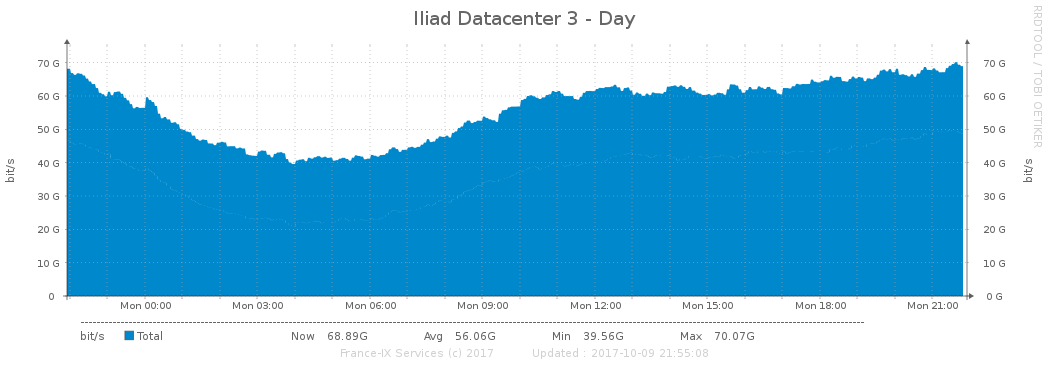 Iliad Datacenter 3 - Day
RRDTOOL / TOBI OETIKER
bit/s
70 G
60 G
50 G
40 G
30 G
20 G
10 G
0
70 G
60 G
50 G
40 G
30 G
20 G
10 G
0 G
bit/s
Mon 00:00 Mon 03:00 Mon 06:00 Mon 09:00 Mon 12:00 Mon 15:00 Mon 18:00 Mon 21:00
bit/s Total Now 68.89G Avg 56.06G Min 39.56G Max 70.07G
France-IX Services (c) 2017 Updated : 2017-10-09 21:55:08